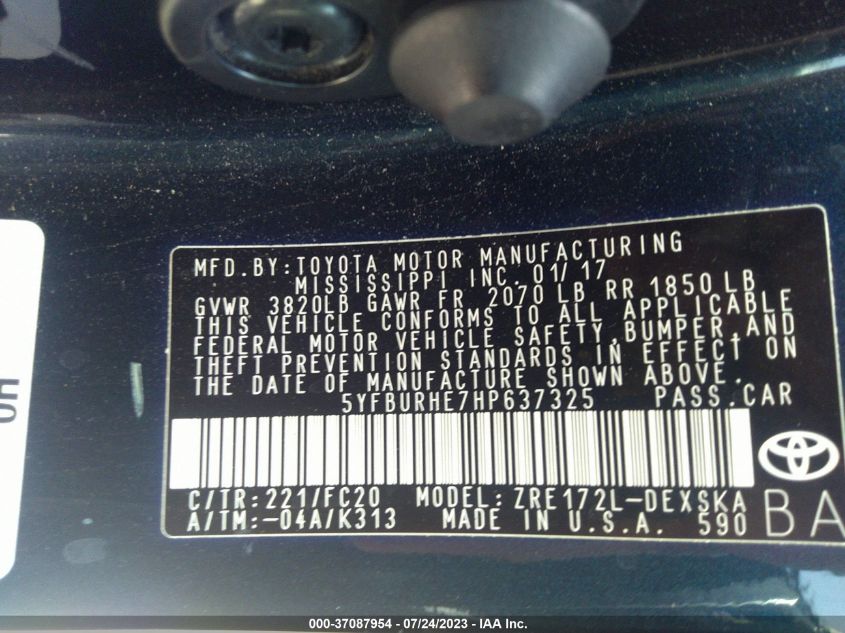 MFD.BY:TOYOTA MOTOR MANUFACTURING
MISSISSIPPI INC. 01/17
GVWR 3820LB GAWR FR 2070 LB RR 1850 LB
THIS VEHICLE CONFORMS TO ALL APPLICABLE
FEDERAL MOTOR VEHICLE SAFETY,BUMPER,AND
THEFT PREVENTION STANDARDS IN EFFECT ON
THE DATE OF MANUFACTURE SHOWN ABOVE.
5YFBURHE7HP637325 PASS.CAR
C/TR:221/FC20 MODEL:ZRE172L-DEXSKA
A/TM:-04A/K313 MADE IN U.S.A. 590
BA
000-37087954 - 07/24/2023 - IAA Inc.